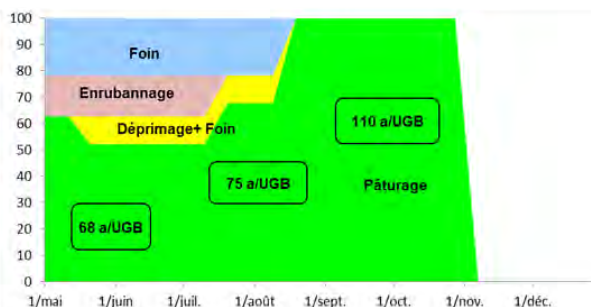 100
90
80
70
60
50
40
30
20
10
0
Foin
Enrubannage
Déprimage+ Foin
110 a/UGB
75 a/UGB
Pâturage
68 a/UGB
1/mai 1/juin 1/juil. 1/août 1/sept. 1/oct. 1/nov. 1/déc.